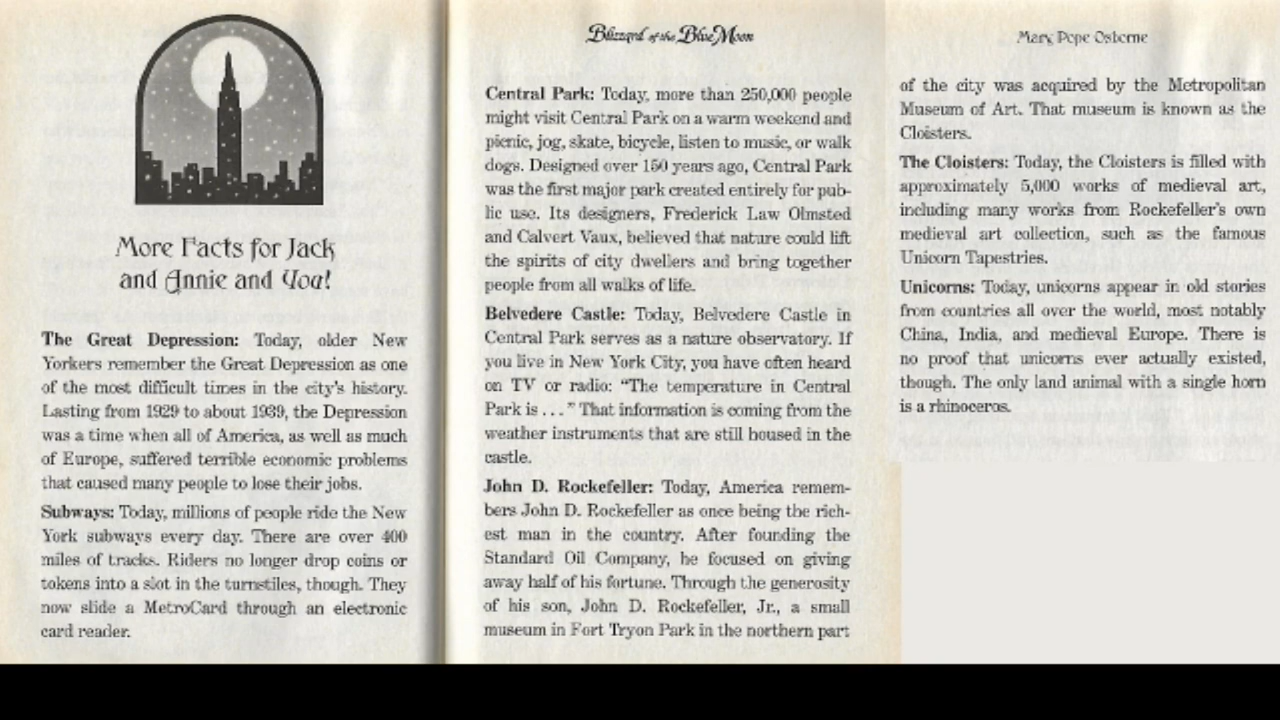 More Facts for Jack
and Annie and You!
The Great Depression: Today, older New
Yorkers remember the Great Depression as one
of the most difficult times in the city's history.
Lasting from 1929 to about 1939, the Depression
was a time when all of America, as well as much
of Europe, suffered terrible economic problems
that caused many people to lose their jobs.
Subways: Today, millions of people ride the New
York subways every day. There are over 400
miles of tracks. Riders no longer drop coins or
tokens into a slot in the turnstiles, though. They
now slide a MetroCard through an electronic
card reader.
Blizzard of the Blue Moon
Central Park: Today, more than 250,000 people
might visit Central Park on a warm weekend and
picnic, jog, skate, bicycle, listen to music, or walk
dogs. Designed over 150 years ago, Central Park
was the first major park created entirely for pub-
lic use. Its designers, Frederick Law Olmsted
and Calvert Vaux, believed that nature could lift
the spirits of city dwellers and bring together
people from all walks of life.
Belvedere Castle: Today, Belvedere Castle in
Central Park serves as a nature observatory. If
you live in New York City, you have often heard
on TV or radio: "The temperature in Central
Park is . . . " That information is coming from the
weather instruments that are still housed in the
castle.
John D. Rockefeller: Today, America remem-
bers John D. Rockefeller as once being the rich-
est man in the country. After founding the
Standard Oil Company, he focused on giving
away half of his fortune. Through the generosity
of his son, John D. Rockefeller, Jr., a small
museum in Fort Tryon Park in the northern part
Mary Pope Osborne
of the city was acquired by the Metropolitan
Museum of Art. That museum is known as the
Cloisters.
The Cloisters: Today, the Cloisters is filled with
approximately 5,000 works of medieval art,
including many works from Rockefeller's own
medieval art collection, such as the famous
Unicorn Tapestries.
Unicorns: Today, unicorns appear in old stories
from countries all over the world, most notably
China, India, and medieval Europe. There is
no proof that unicorns ever actually existed,
though. The only land animal with a single horn
is a rhinoceros.